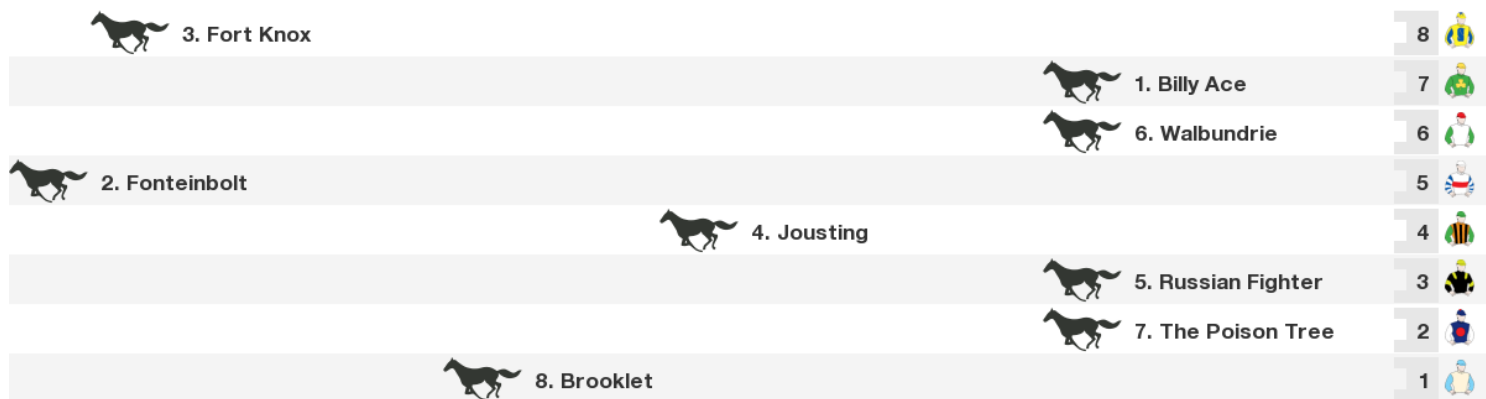 3. Fort Knox 8
1. Billy Ace 7
6. Walbundrie 6
2. Fonteinbolt 5
4. Jousting 4
5. Russian Fighter 3
7. The Poison Tree 2
8. Brooklet 1